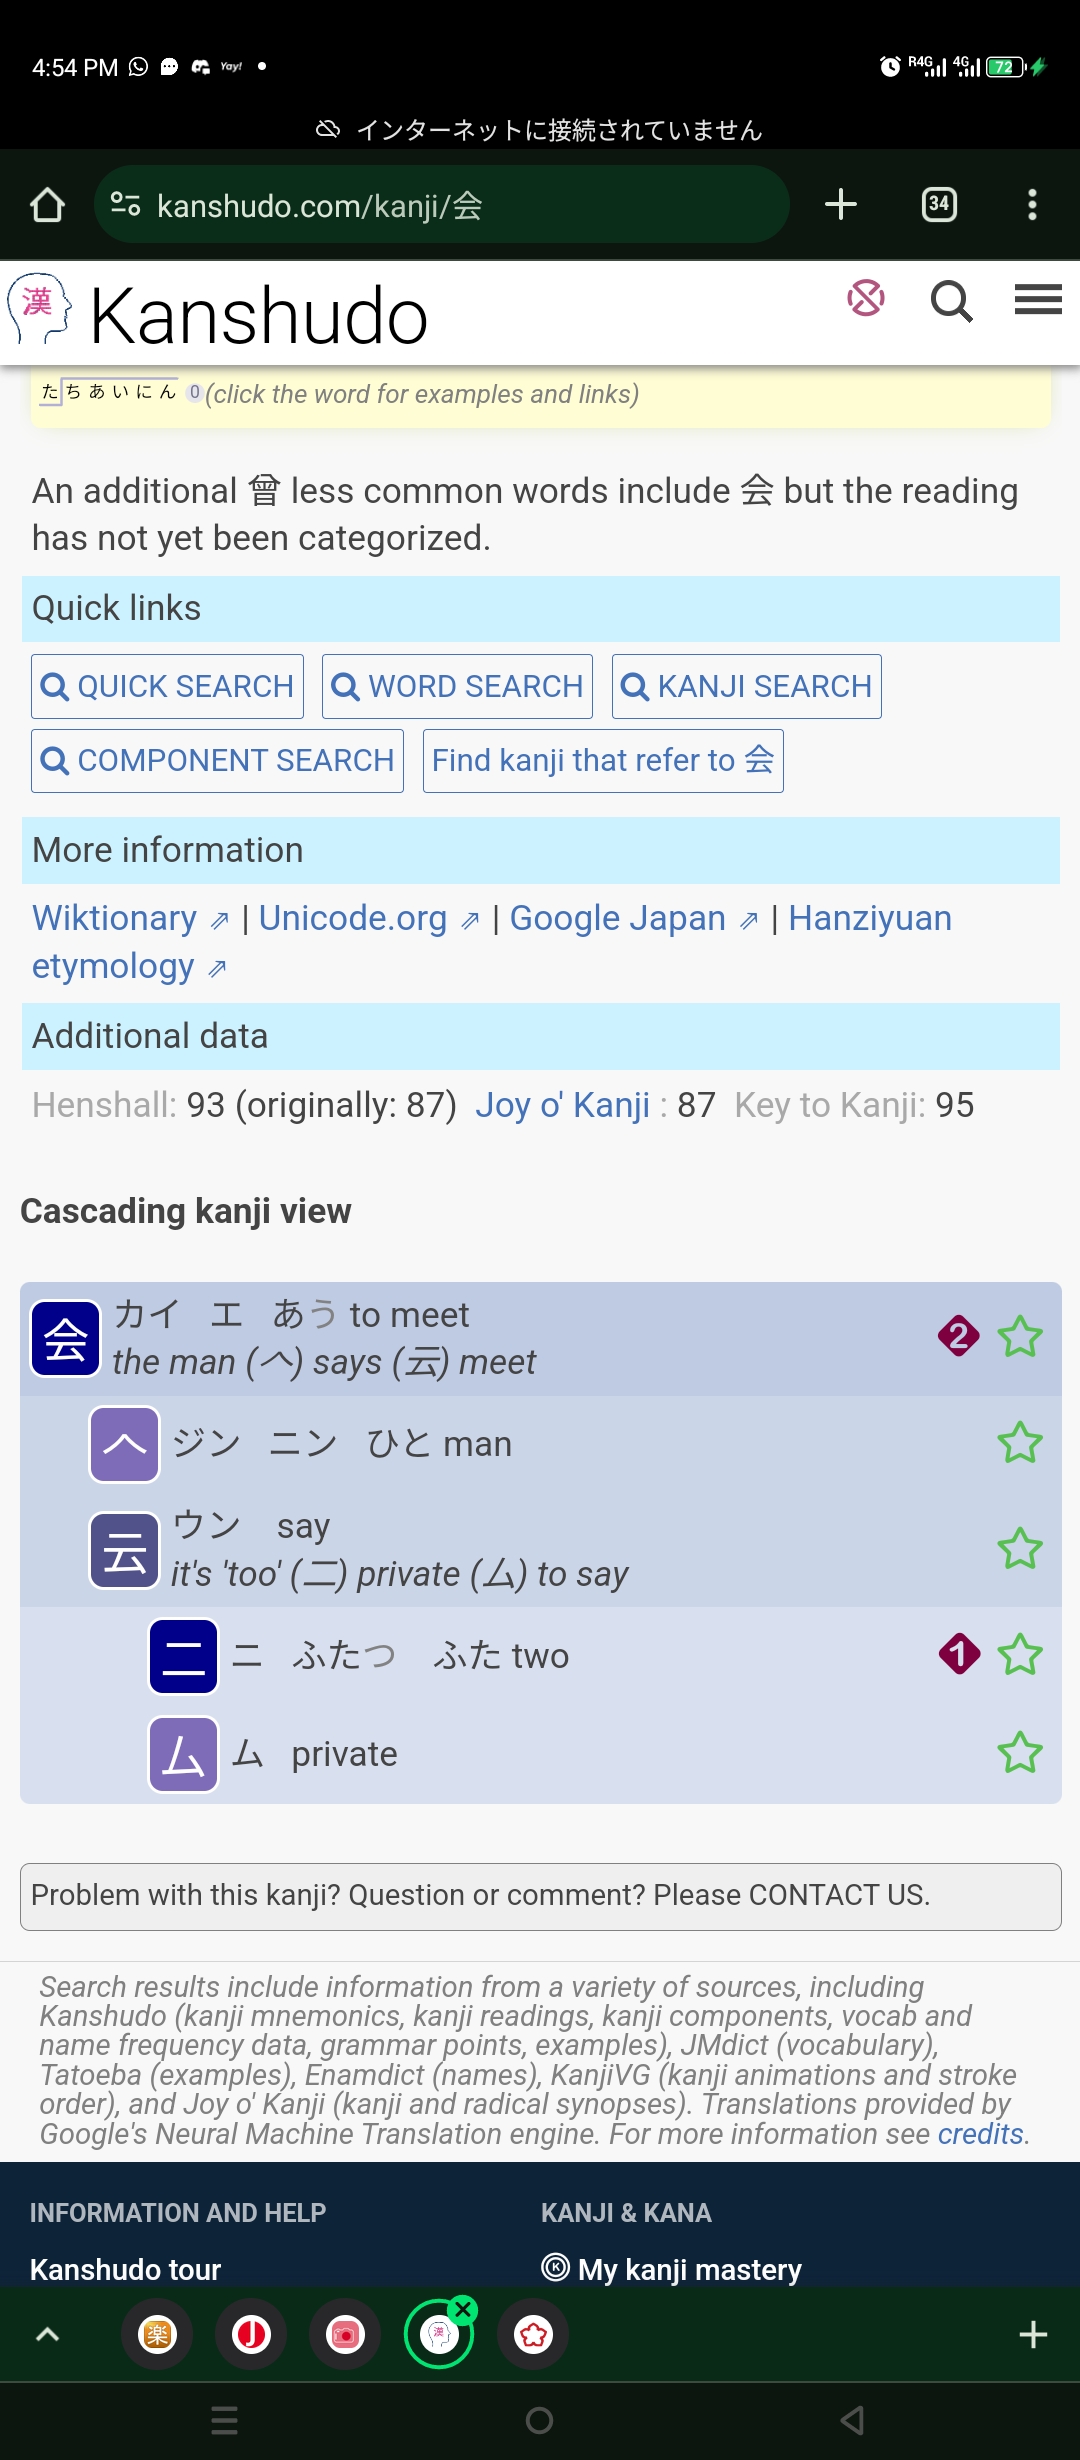 4:54 PM Yay! R4G 4G 72
インターネットに接続されていません
kanshudo.com/kanji/会 34
漢 Kanshudo
たちあいにん 0 (click the word for examples and links)
An additional 曾 less common words include 会 but the reading
has not yet been categorized.
Quick links
QUICK SEARCH WORD SEARCH KANJI SEARCH
COMPONENT SEARCH Find kanji that refer to 会
More information
Wiktionary ⇗ | Unicode.org ⇗ | Google Japan ⇗ | Hanziyuan
etymology ⇗
Additional data
Henshall: 93 (originally: 87) Joy o' Kanji : 87 Key to Kanji: 95
Cascading kanji view
会 カイ エ あう to meet 2
the man (𠆢) says (云) meet
𠆢 ジン ニン ひと man
云 ウン say
it's 'too' (二) private (厶) to say
二 ニ ふたつ ふた two 1
厶 ム private
Problem with this kanji? Question or comment? Please CONTACT US.
Search results include information from a variety of sources, including
Kanshudo (kanji mnemonics, kanji readings, kanji components, vocab and
name frequency data, grammar points, examples), JMdict (vocabulary),
Tatoeba (examples), Enamdict (names), KanjiVG (kanji animations and stroke
order), and Joy o' Kanji (kanji and radical synopses). Translations provided by
Google's Neural Machine Translation engine. For more information see credits.
INFORMATION AND HELP KANJI & KANA
Kanshudo tour K My kanji mastery
楽 J 漢